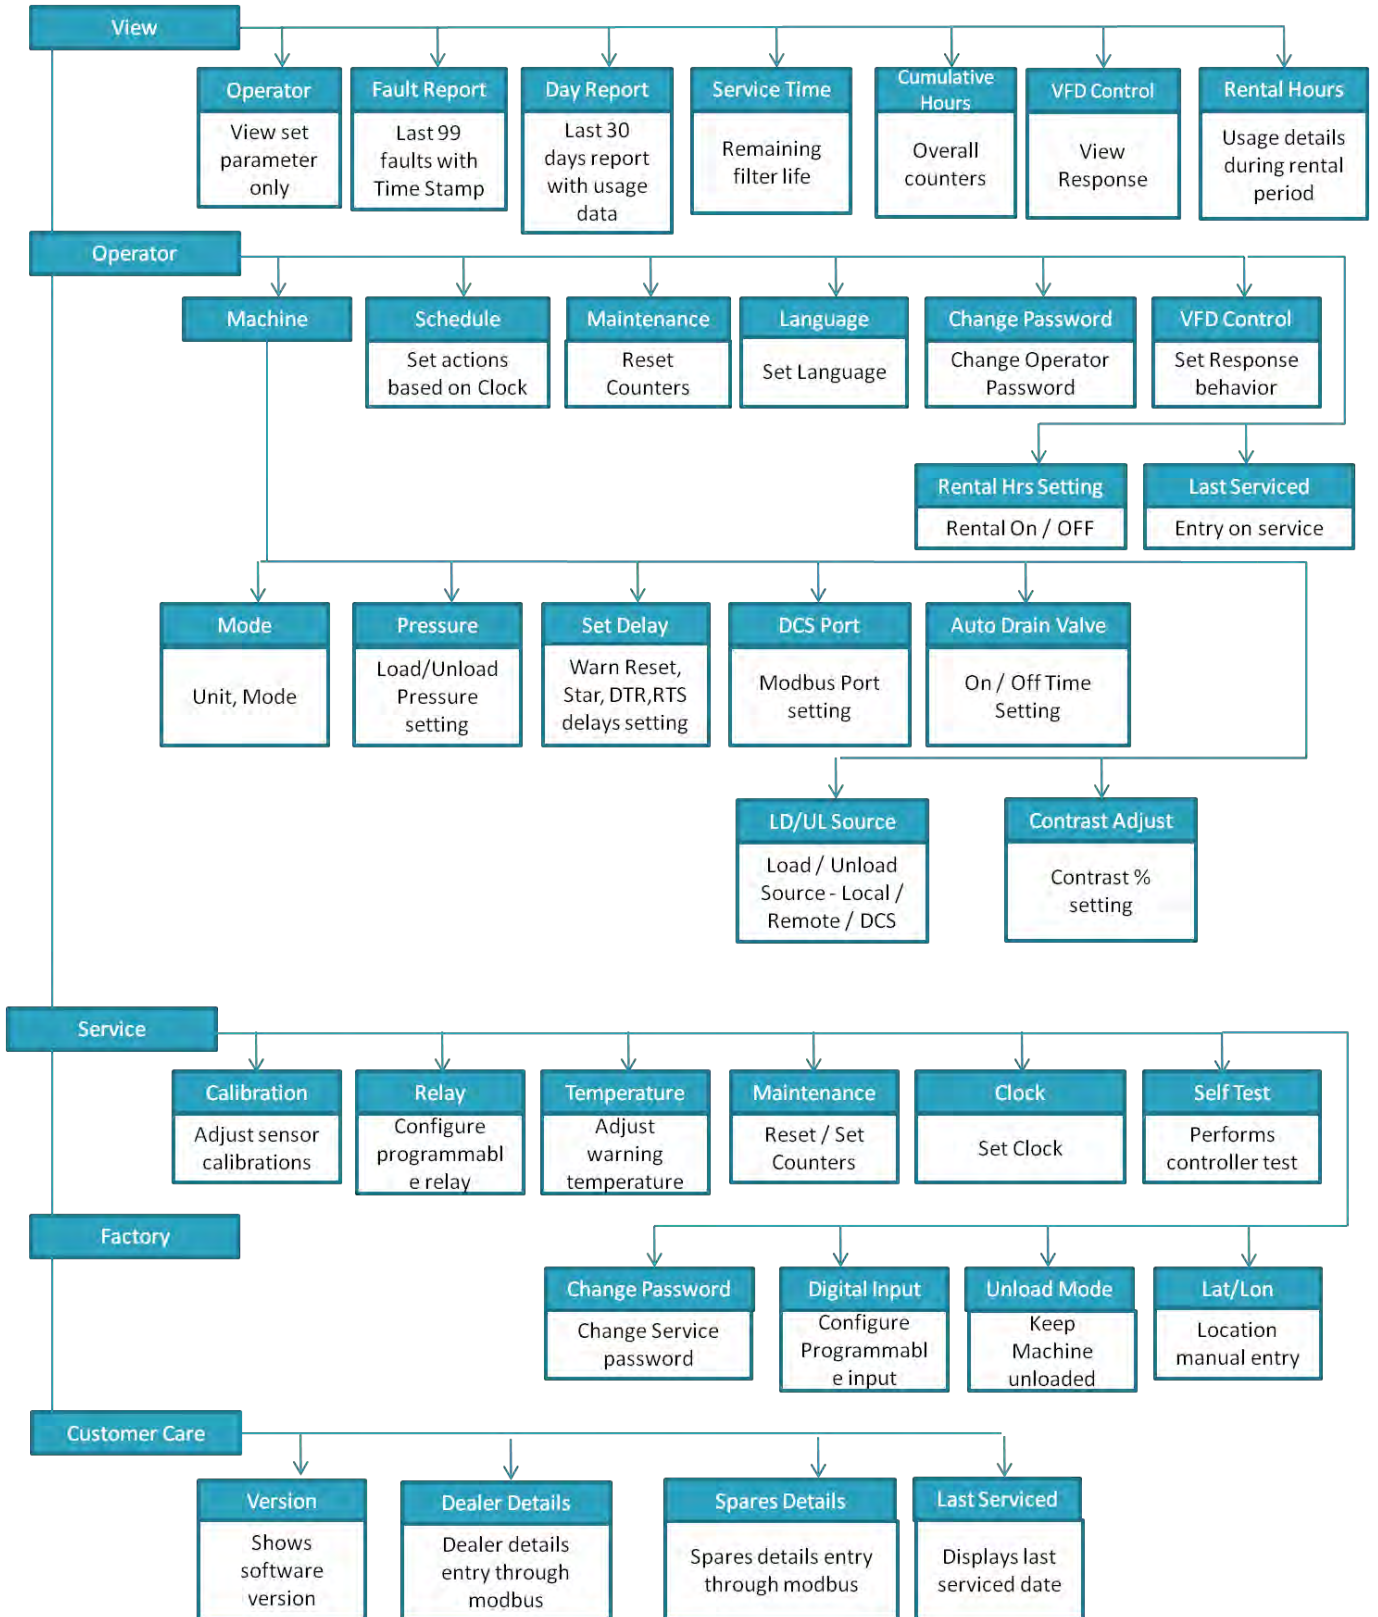 View
Operator
View set
parameter
only
Fault Report
Last 99
faults with
Time Stamp
Day Report
Last 30
days report
with usage
data
Service Time
Remaining
filter life
Cumulative
Hours
Overall
counters
VFD Control
View
Response
Rental Hours
Usage details
during rental
period
Operator
Machine
Schedule
Set actions
based on Clock
Maintenance
Reset
Counters
Language
Set Language
Change Password
Change Operator
Password
VFD Control
Set Response
behavior
Rental Hrs Setting
Rental On / OFF
Last Serviced
Entry on service
Mode
Unit, Mode
Pressure
Load/Unload
Pressure
setting
Set Delay
Warn Reset,
Star, DTR,RTS
delays setting
DCS Port
Modbus Port
setting
Auto Drain Valve
On / Off Time
Setting
LD/UL Source
Load / Unload
Source - Local /
Remote / DCS
Contrast Adjust
Contrast %
setting
Service
Calibration
Adjust sensor
calibrations
Relay
Configure
programmabl
e relay
Temperature
Adjust
warning
temperature
Maintenance
Reset / Set
Counters
Clock
Set Clock
Self Test
Performs
controller test
Factory
Change Password
Change Service
password
Digital Input
Configure
Programmabl
e input
Unload Mode
Keep
Machine
unloaded
Lat/Lon
Location
manual entry
Customer Care
Version
Shows
software
version
Dealer Details
Dealer details
entry through
modbus
Spares Details
Spares details entry
through modbus
Last Serviced
Displays last
serviced date